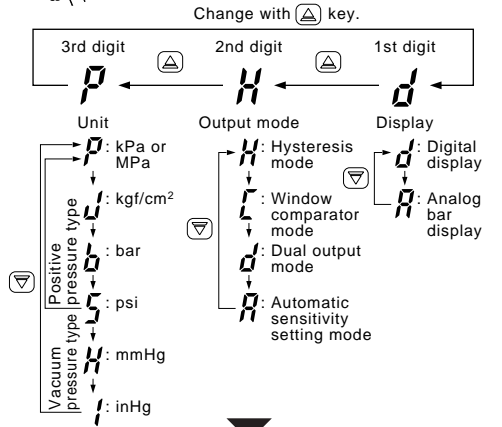 Change with key.
3rd digit 2nd digit 1st digit
P H d
Unit Output mode Display
P : kPa or
MPa
J : kgf/cm²
b : bar
5 : psi
H : mmHg
I : inHg
Positive
pressure type
Vacuum
pressure type
H : Hysteresis
mode
C : Window
comparator
mode
d : Dual output
mode
A : Automatic
sensitivity
setting mode
d : Digital
display
A : Analog
bar
display